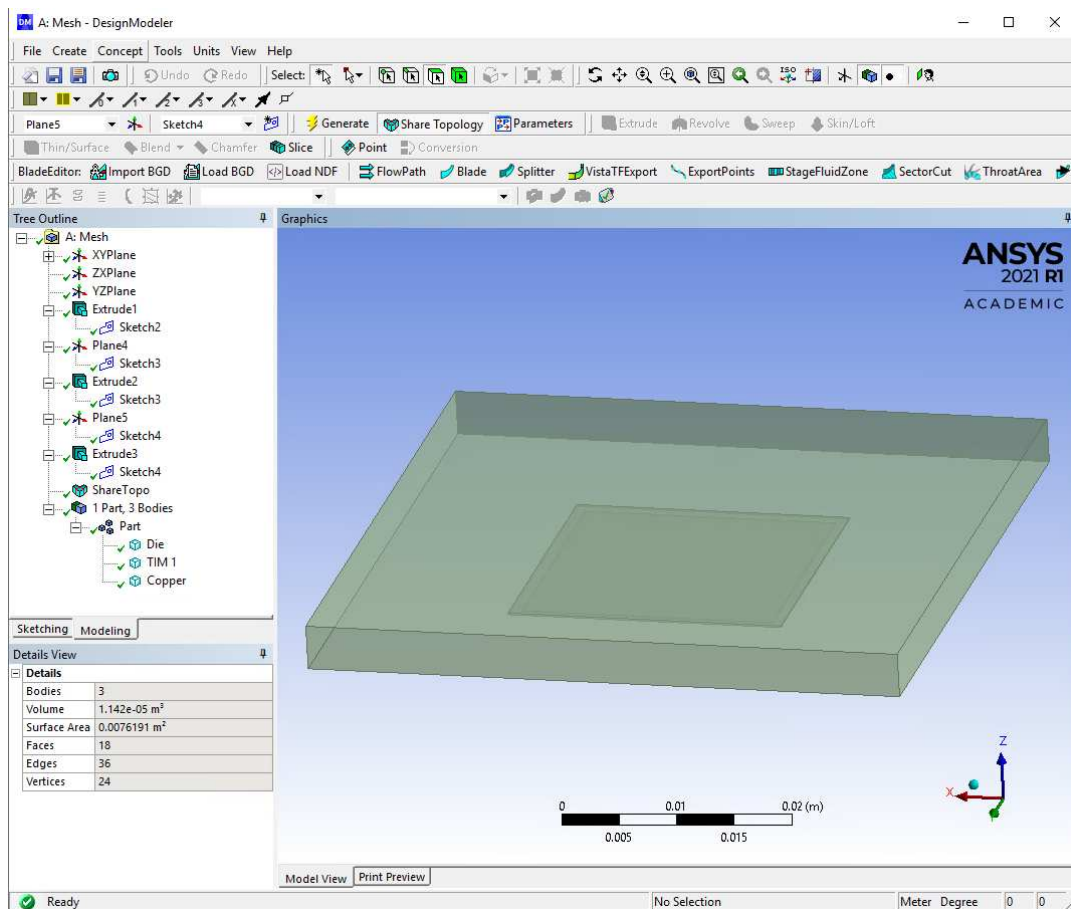 DM A: Mesh - DesignModeler
File Create Concept Tools Units View Help
Undo Redo Select: ISO
Plane5 Sketch4 Generate Share Topology Parameters Extrude Revolve Sweep Skin/Loft
Thin/Surface Blend Chamfer Slice Point Conversion
BladeEditor: Import BGD Load BGD Load NDF FlowPath Blade Splitter VistaTFExport ExportPoints StageFluidZone SectorCut ThroatArea
Tree Outline
A: Mesh
XYPlane
ZXPlane
YZPlane
Extrude1
Sketch2
Plane4
Sketch3
Extrude2
Sketch3
Plane5
Sketch4
Extrude3
Sketch4
ShareTopo
1 Part, 3 Bodies
Part
Die
TIM 1
Copper
Sketching Modeling
Details View
Details
Bodies 3
Volume 1.142e-05 m³
Surface Area 0.0076191 m²
Faces 18
Edges 36
Vertices 24
Graphics
ANSYS
2021 R1
ACADEMIC
0 0.01 0.02 (m)
0.005 0.015
Z
X
Model View Print Preview
Ready No Selection Meter Degree 0 0